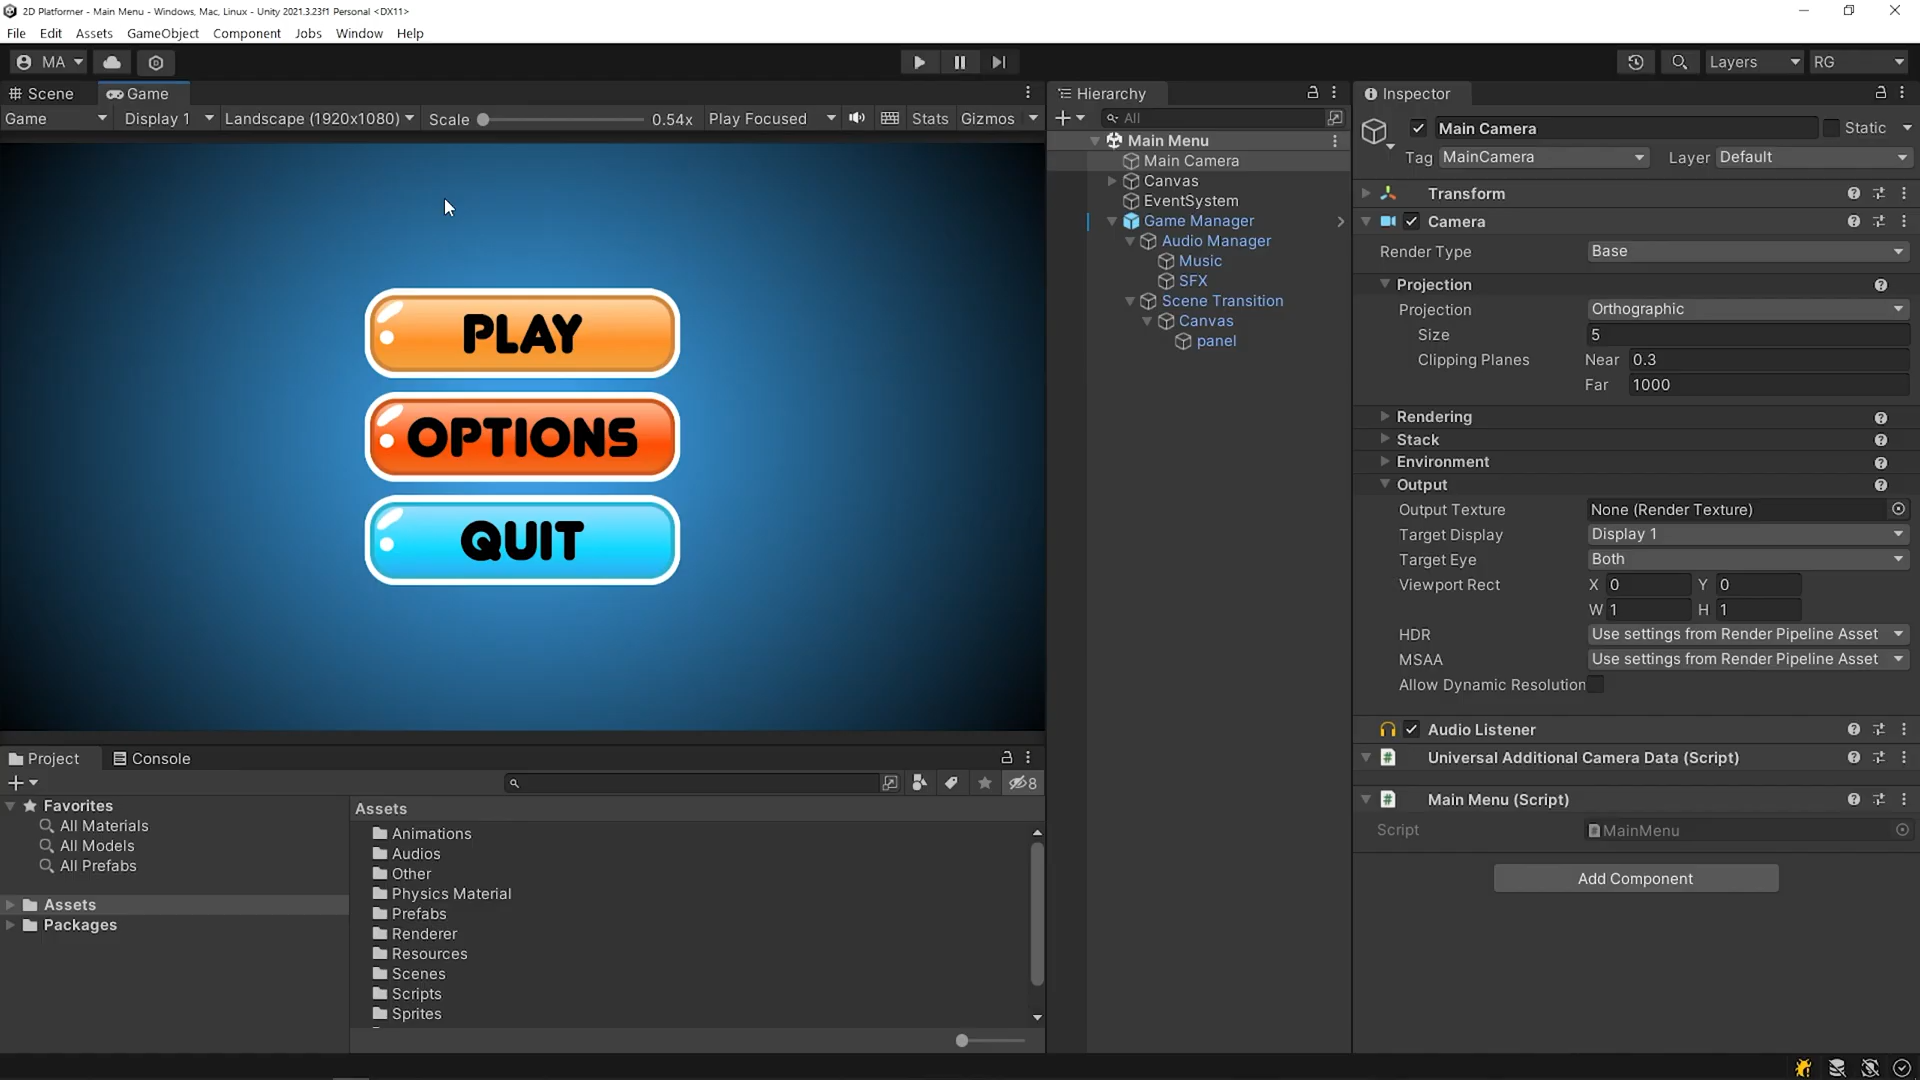 2D Platformer - Main Menu - Windows, Mac, Linux - Unity 2021.3.23f1 Personal <DX11>
File Edit Assets GameObject Component Jobs Window Help
MA
Layers
RG
Scene
Game
Game
Display 1
Landscape (1920x1080)
Scale
0.54x
Play Focused
Stats
Gizmos
PLAY
OPTIONS
QUIT
Hierarchy
All
Main Menu
Main Camera
Canvas
EventSystem
Game Manager
Audio Manager
Music
SFX
Scene Transition
Canvas
panel
Inspector
Main Camera
Static
Tag MainCamera
Layer Default
Transform
Camera
Render Type Base
Projection
Projection Orthographic
Size 5
Clipping Planes Near 0.3
Far 1000
Rendering
Stack
Environment
Output
Output Texture None (Render Texture)
Target Display Display 1
Target Eye Both
Viewport Rect X 0 Y 0
W 1 H 1
HDR Use settings from Render Pipeline Asset
MSAA Use settings from Render Pipeline Asset
Allow Dynamic Resolution
Audio Listener
Universal Additional Camera Data (Script)
Main Menu (Script)
Script MainMenu
Add Component
Project
Console
8
Favorites
All Materials
All Models
All Prefabs
Assets
Packages
Assets
Animations
Audios
Other
Physics Material
Prefabs
Renderer
Resources
Scenes
Scripts
Sprites